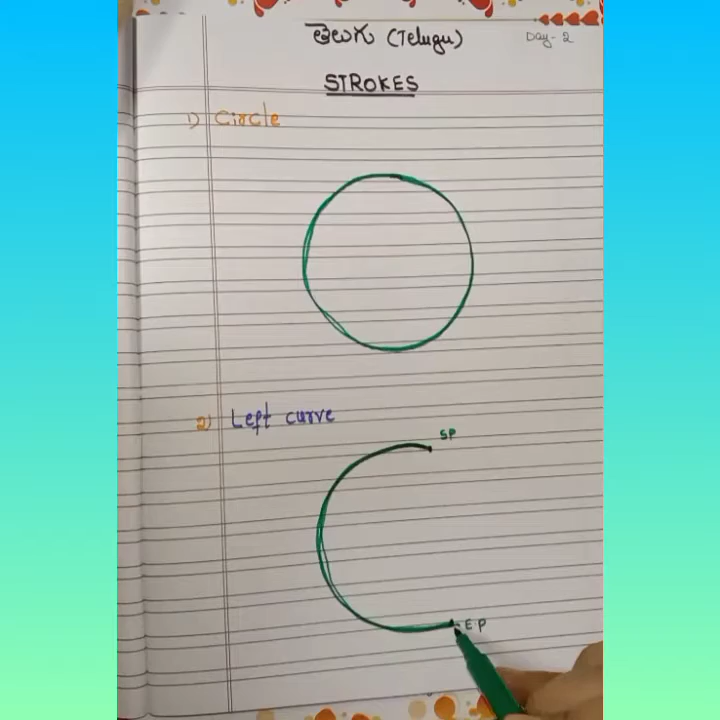 తెలుగు (Telugu)
Day- 2
STROKES
1) Circle
2) Left curve
SP
E.P